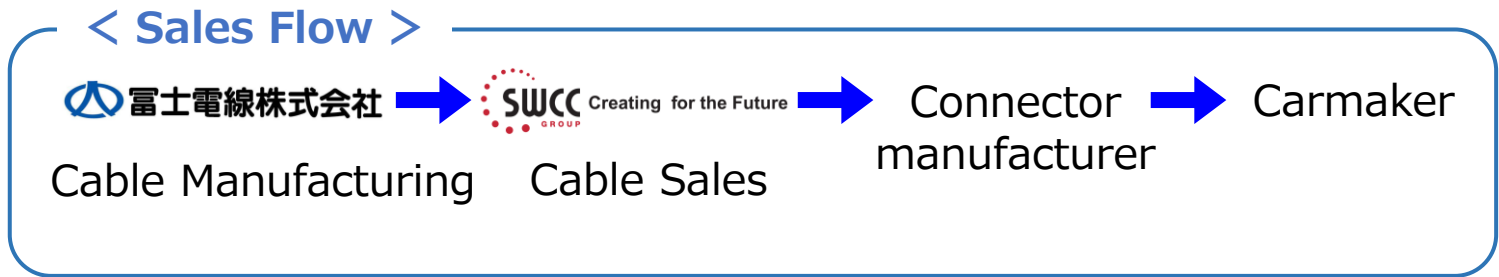 < Sales Flow >
冨士電線株式会社
SWCC
GROUP
Creating for the Future
Connector
manufacturer
Carmaker
Cable Manufacturing
Cable Sales